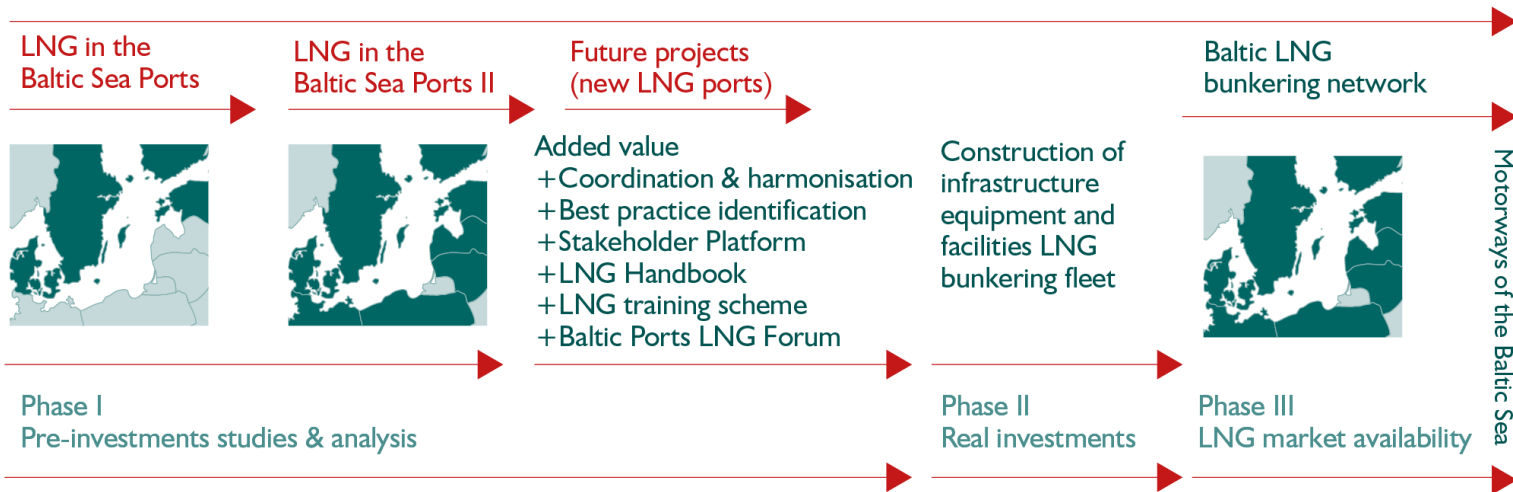 LNG in the
Baltic Sea Ports
LNG in the
Baltic Sea Ports II
Future projects
(new LNG ports)
Baltic LNG
bunkering network
Added value
+Coordination & harmonisation
+Best practice identification
+Stakeholder Platform
+LNG Handbook
+LNG training scheme
+Baltic Ports LNG Forum
Construction of
infrastructure
equipment and
facilities LNG
bunkering fleet
Motorways of the Baltic Sea
Phase I
Pre-investments studies & analysis
Phase II
Real investments
Phase III
LNG market availability